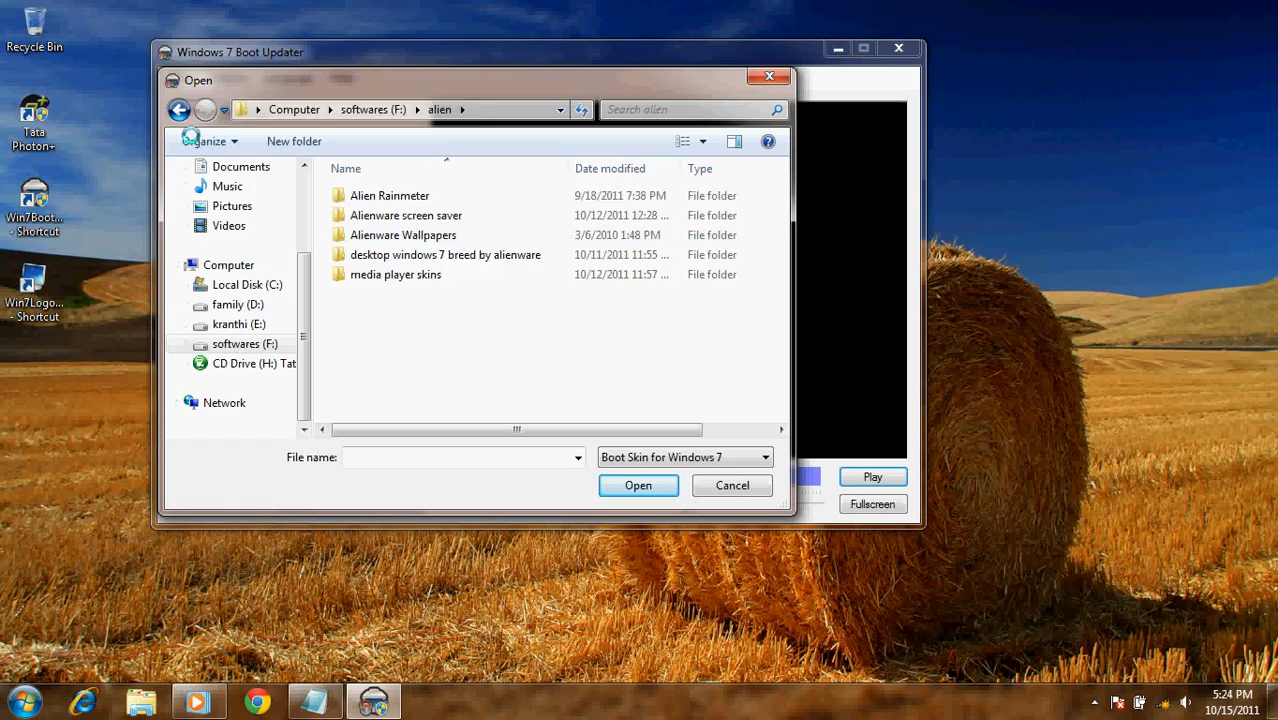 Recycle Bin
Tata
Photon+
Win7Boot...
- Shortcut
Win7Logo...
- Shortcut
Windows 7 Boot Updater
Open
Computer
softwares (F:)
alien
Search alien
Organize
New folder
Documents
Music
Pictures
Videos
Computer
Local Disk (C:)
family (D:)
kranthi (E:)
softwares (F:)
CD Drive (H:) Tat
Network
Name
Date modified
Type
Alien Rainmeter
9/18/2011 7:38 PM
File folder
Alienware screen saver
10/12/2011 12:28 ...
File folder
Alienware Wallpapers
3/6/2010 1:48 PM
File folder
desktop windows 7 breed by alienware
10/11/2011 11:55 ...
File folder
media player skins
10/12/2011 11:57 ...
File folder
File name:
Boot Skin for Windows 7
Open
Cancel
Play
Fullscreen
5:24 PM
10/15/2011